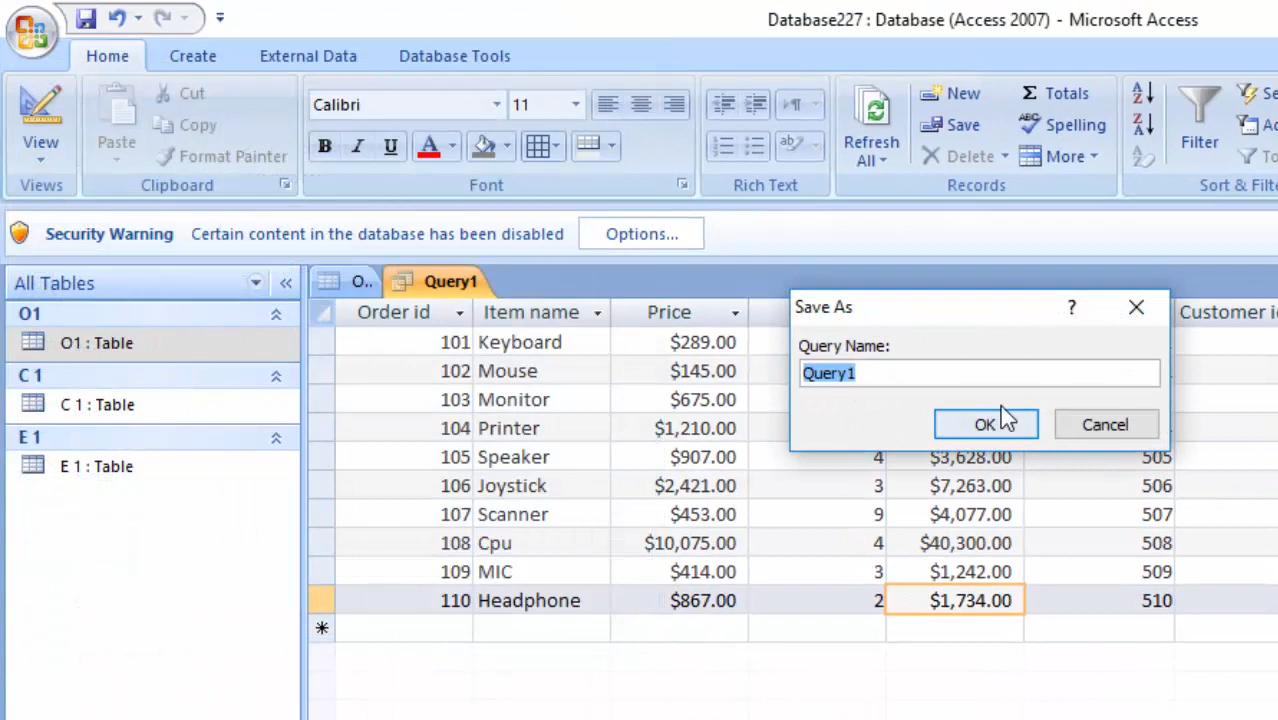 Database227 : Database (Access 2007) - Microsoft Access
Home Create External Data Database Tools
View
Views
Paste
Cut
Copy
Format Painter
Clipboard
Calibri 11
B I U A
Font
Rich Text
Refresh All
New
Save
Delete
Σ Totals
ABC Spelling
More
Records
A Z
Z A
Filter
Sort & Filte
Security Warning Certain content in the database has been disabled Options...
All Tables «
O1
O1 : Table
C 1
C 1 : Table
E 1
E 1 : Table
O.. Query1
Order id Item name Price Customer i
101 Keyboard $289.00
102 Mouse $145.00
103 Monitor $675.00
104 Printer $1,210.00
105 Speaker $907.00 4 $3,628.00 505
106 Joystick $2,421.00 3 $7,263.00 506
107 Scanner $453.00 9 $4,077.00 507
108 Cpu $10,075.00 4 $40,300.00 508
109 MIC $414.00 3 $1,242.00 509
110 Headphone $867.00 2 $1,734.00 510
Save As ?
Query Name:
Query1
OK Cancel